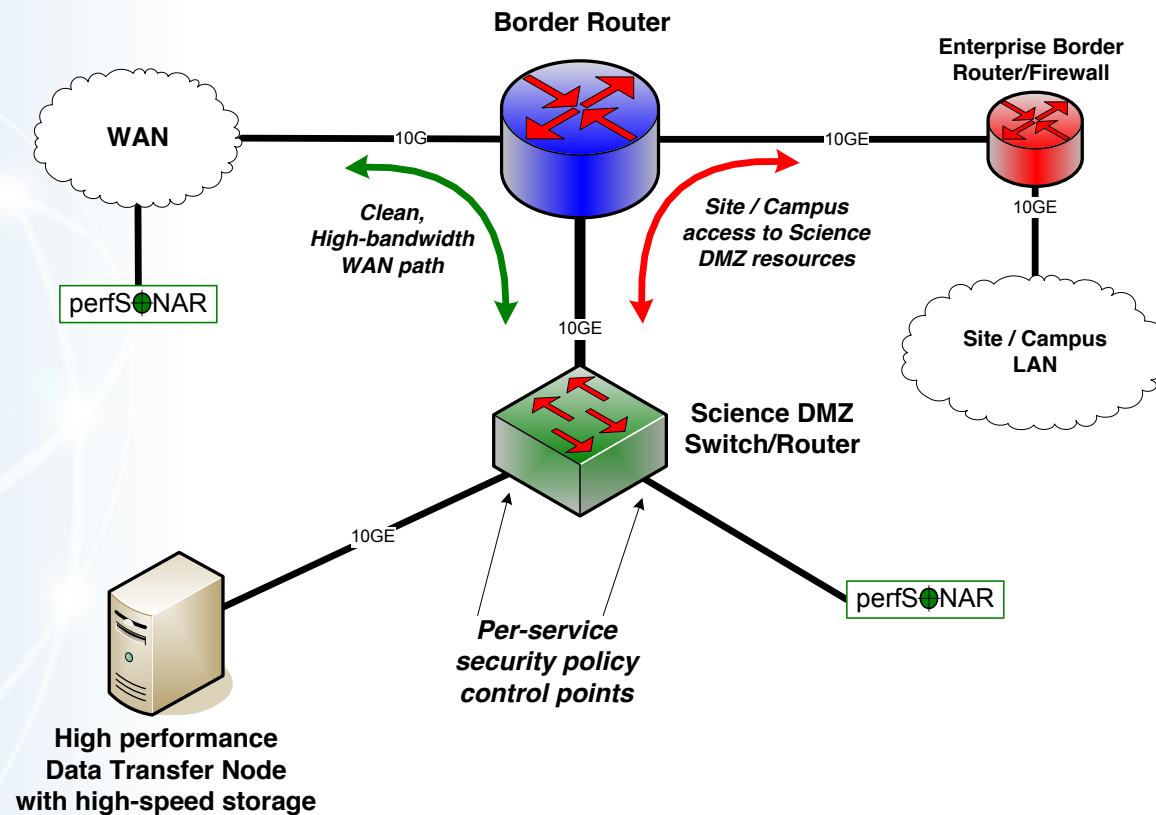 Border Router
Enterprise Border
Router/Firewall
WAN
10G
10GE
10GE
Clean,
High-bandwidth
WAN path
Site / Campus
access to Science
DMZ resources
perfSONAR
10GE
Site / Campus
LAN
Science DMZ
Switch/Router
10GE
perfSONAR
Per-service
security policy
control points
High performance
Data Transfer Node
with high-speed storage